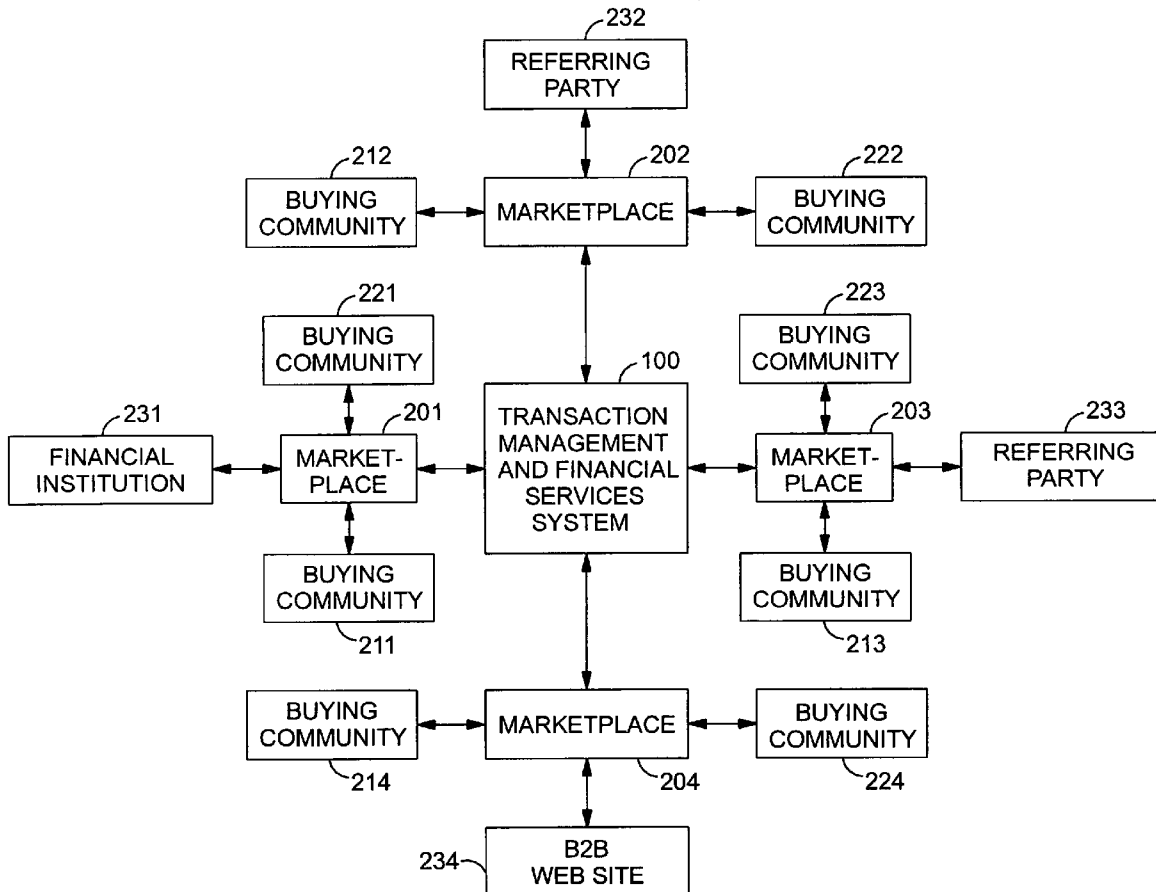 232
REFERRING
PARTY
212
202
222
BUYING
COMMUNITY
MARKETPLACE
BUYING
COMMUNITY
221
223
BUYING
COMMUNITY
BUYING
COMMUNITY
100
231
201
203
233
FINANCIAL
INSTITUTION
MARKET-
PLACE
TRANSACTION
MANAGEMENT
AND FINANCIAL
SERVICES
SYSTEM
MARKET-
PLACE
REFERRING
PARTY
BUYING
COMMUNITY
211
BUYING
COMMUNITY
213
BUYING
COMMUNITY
214
MARKETPLACE
204
BUYING
COMMUNITY
224
234
B2B
WEB SITE